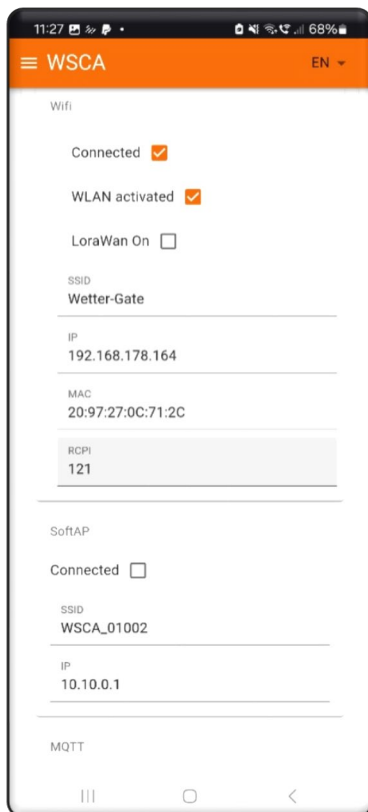 11:27 68%
WSCA EN
Wifi
Connected
WLAN activated
LoraWan On
SSID
Wetter-Gate
IP
192.168.178.164
MAC
20:97:27:0C:71:2C
RCPI
121
SoftAP
Connected
SSID
WSCA_01002
IP
10.10.0.1
MQTT